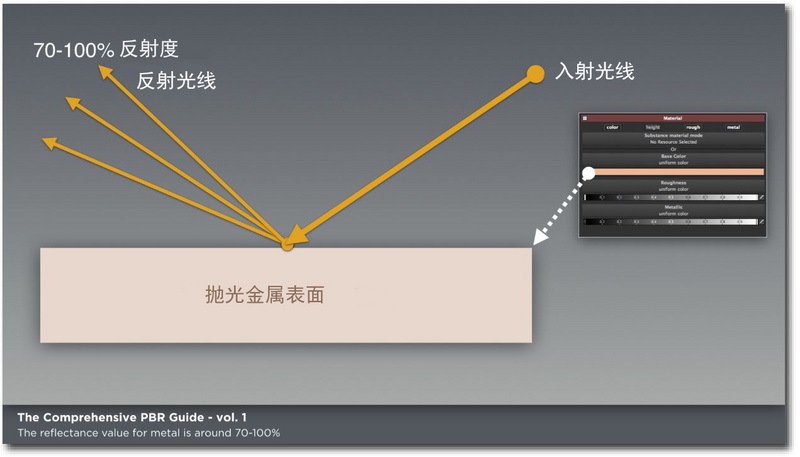 70-100% 反射度
反射光线
入射光线
Material
color height rough metal
Substance material mode
No Resource Selected
Or
Base Color
uniform color
Roughness
uniform color
Metallic
uniform color
抛光金属表面
The Comprehensive PBR Guide - vol. 1
The reflectance value for metal is around 70-100%